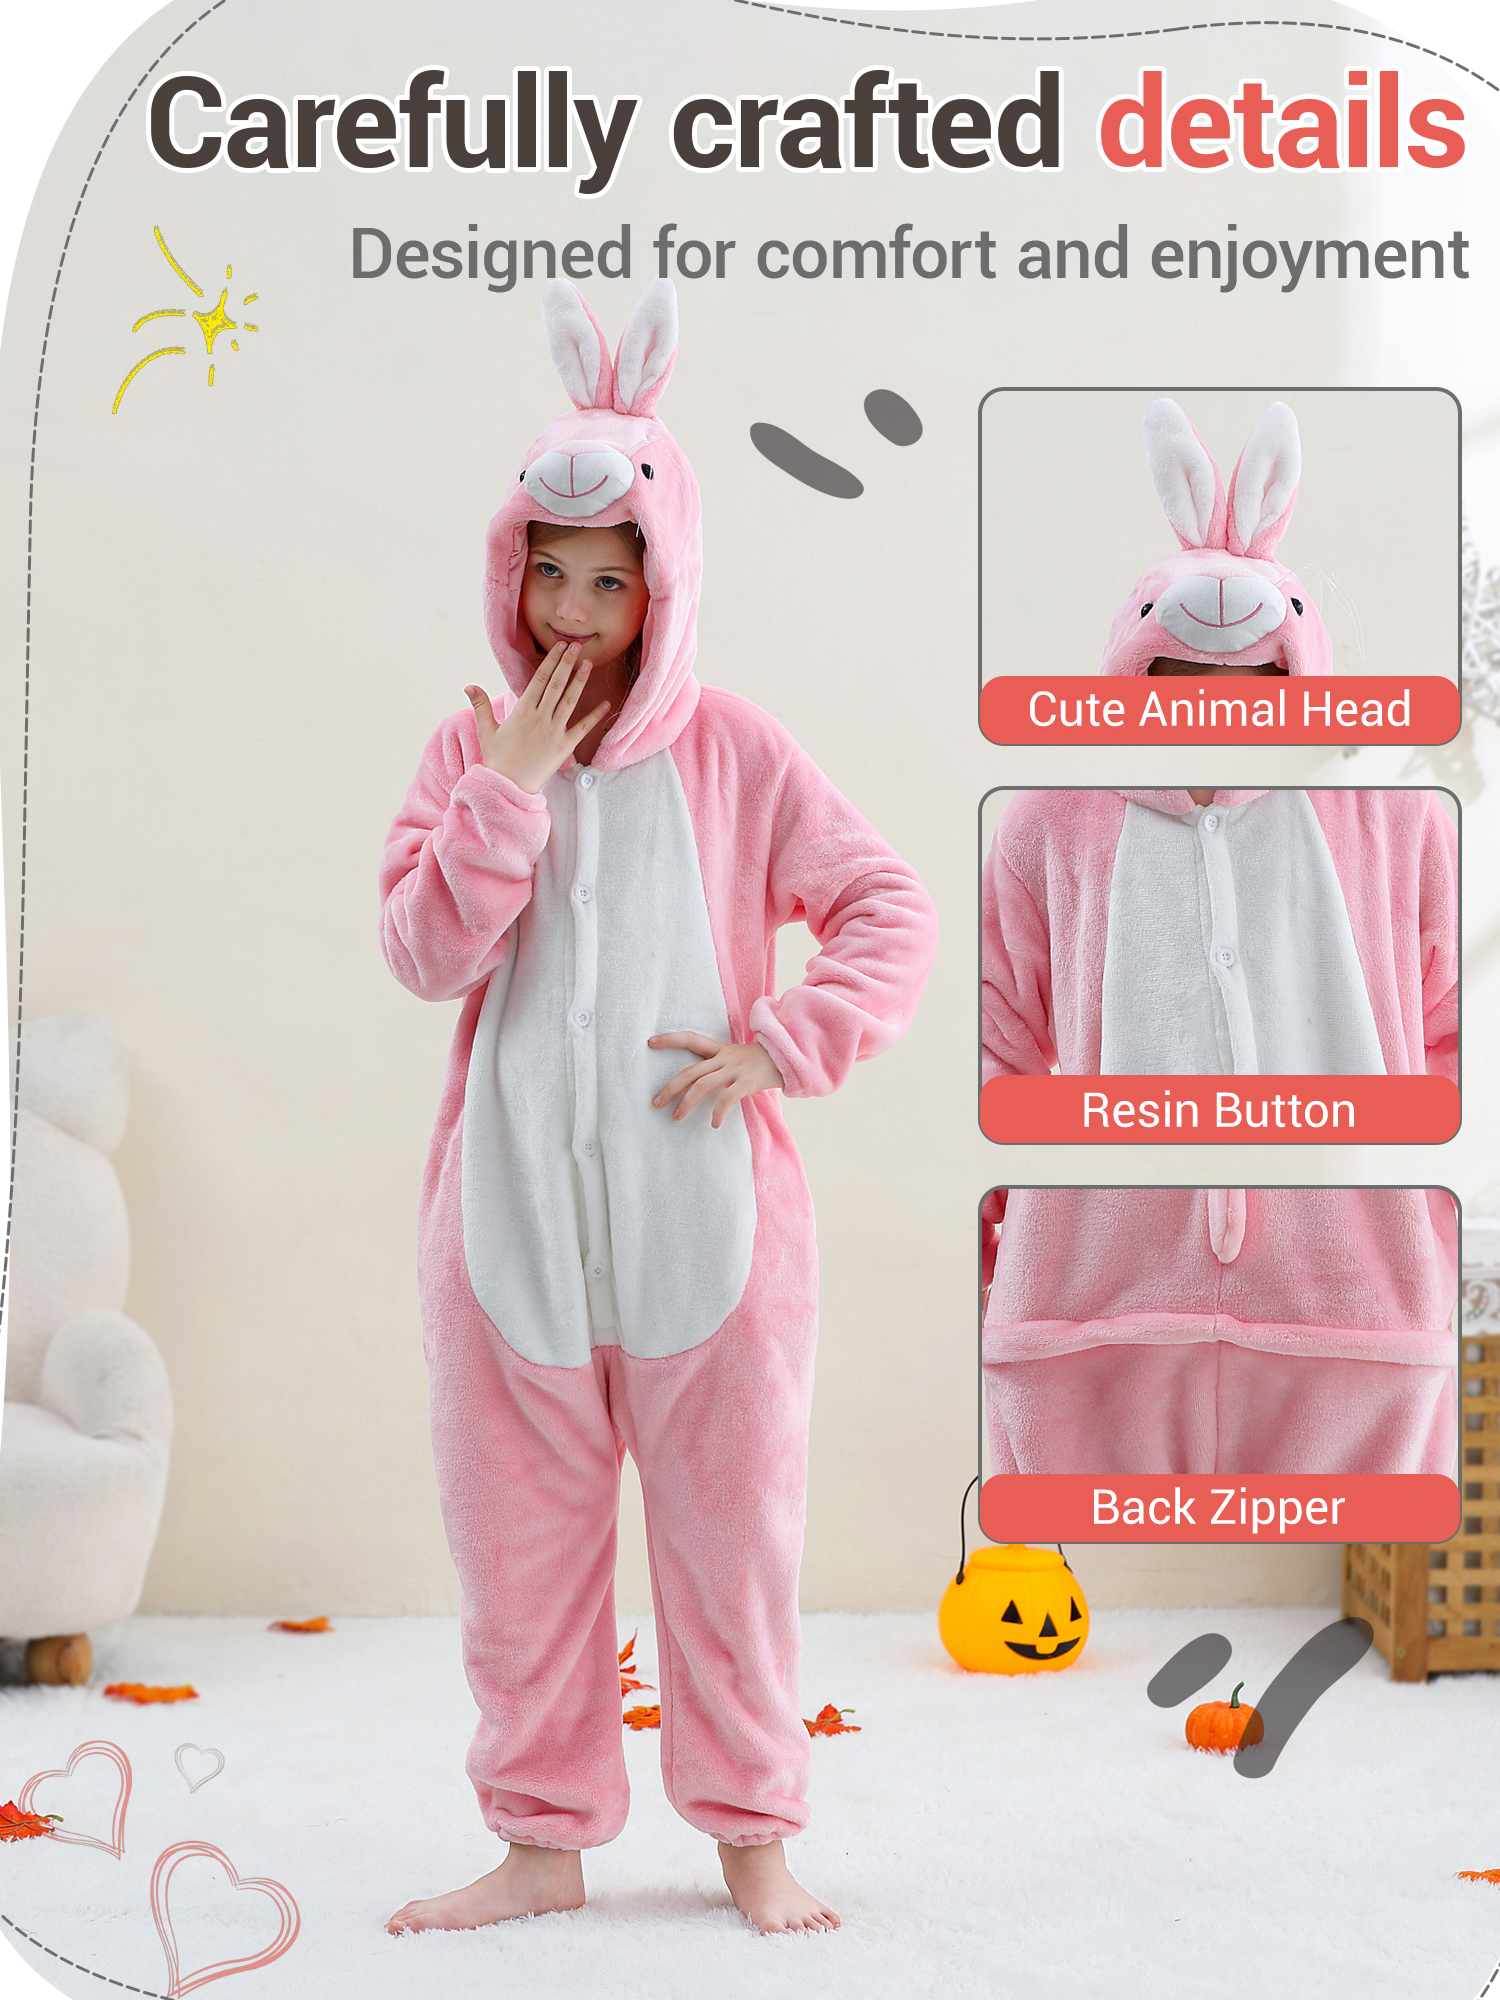 Carefully crafted details
Designed for comfort and enjoyment
Cute Animal Head
Resin Button
Back Zipper